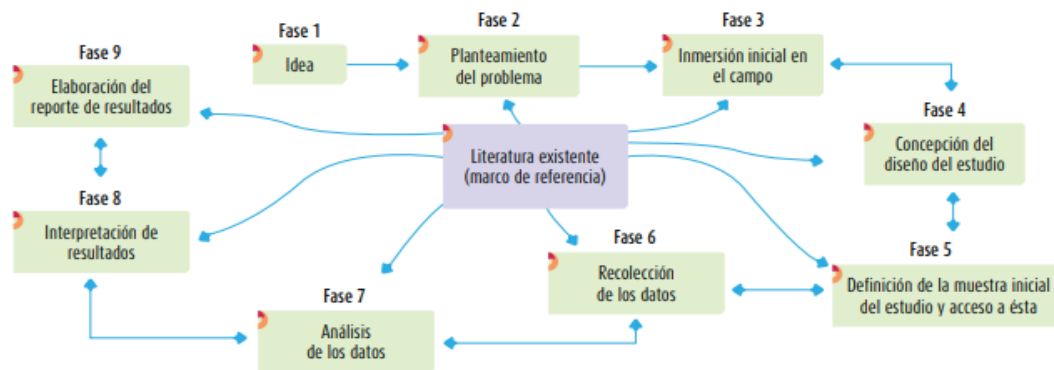 Fase 1
Idea
Fase 2
Planteamiento
del problema
Fase 3
Inmersión inicial en
el campo
Fase 4
Concepción del
diseño del estudio
Fase 5
Definición de la muestra inicial
del estudio y acceso a ésta
Fase 6
Recolección
de los datos
Fase 7
Análisis
de los datos
Fase 8
Interpretación de
resultados
Fase 9
Elaboración del
reporte de resultados
Literatura existente
(marco de referencia)